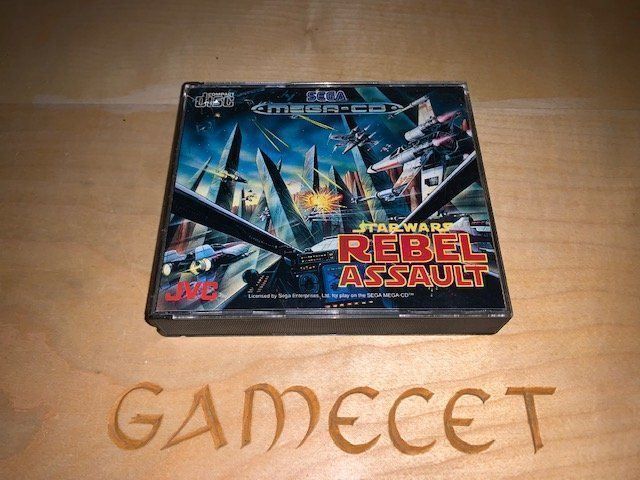 COMPACT
disc
SEGA
MEGA-CD
STAR WARS
REBEL
ASSAULT
JVC
Licensed by Sega Enterprises, Ltd. for play on the SEGA MEGA-CD™
GAMECET